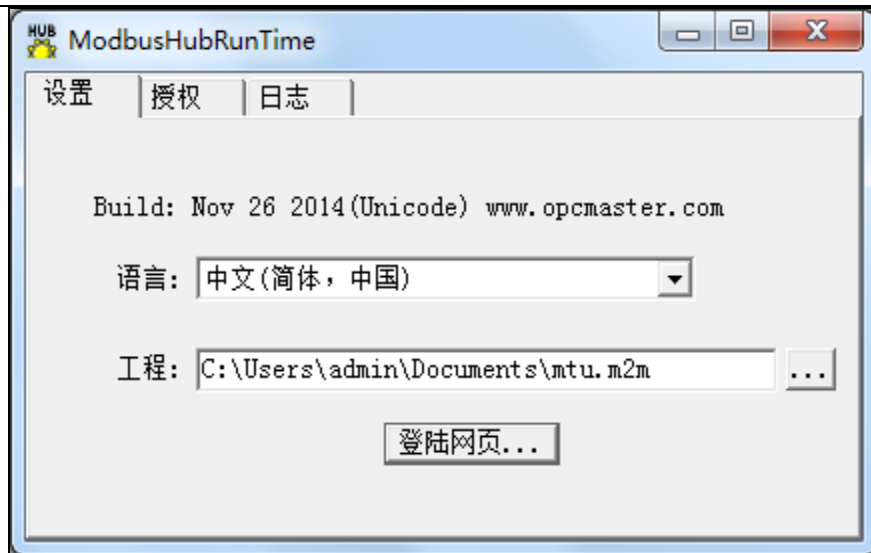 HUB
ModbusHubRunTime
设置 授权 日志
Build: Nov 26 2014(Unicode) www.opcmaster.com
语言: 中文(简体，中国)
工程: C:\Users\admin\Documents\mtu.m2m ...
登陆网页...